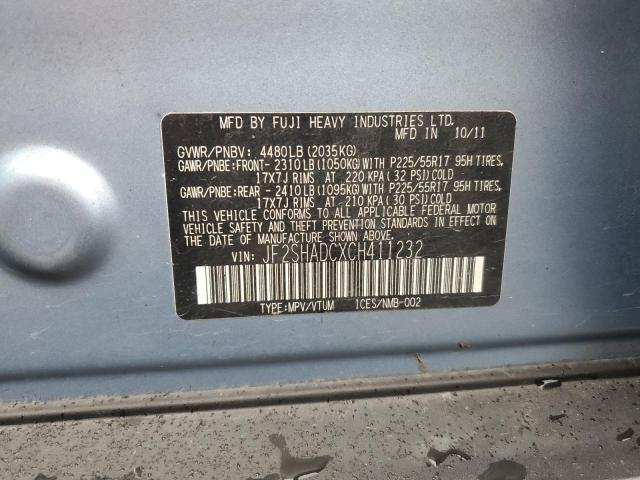 MFD BY FUJI HEAVY INDUSTRIES LTD.
MFD IN 10/11
GVWR/PNBV: 4480LB (2035KG)
GAWR/PNBE:FRONT- 2310LB (1050KG) WITH P225/55R17 95H TIRES,
17X7J RIMS AT 220 KPA ( 32 PSI) COLD
GAWR/PNBE:REAR - 2410LB (1095KG) WITH P225/55R17 95H TIRES,
17X7J RIMS AT 210 KPA ( 30 PSI) COLD
THIS VEHICLE CONFORMS TO ALL APPLICABLE FEDERAL MOTOR
VEHICLE SAFETY AND BUMPER STANDARDS IN EFFECT ON
THE DATE OF MANUFACTURE SHOWN ABOVE.
VIN: JF2SHADCXCH411232
TYPE:MPV/VTUM ICES/NMB-002